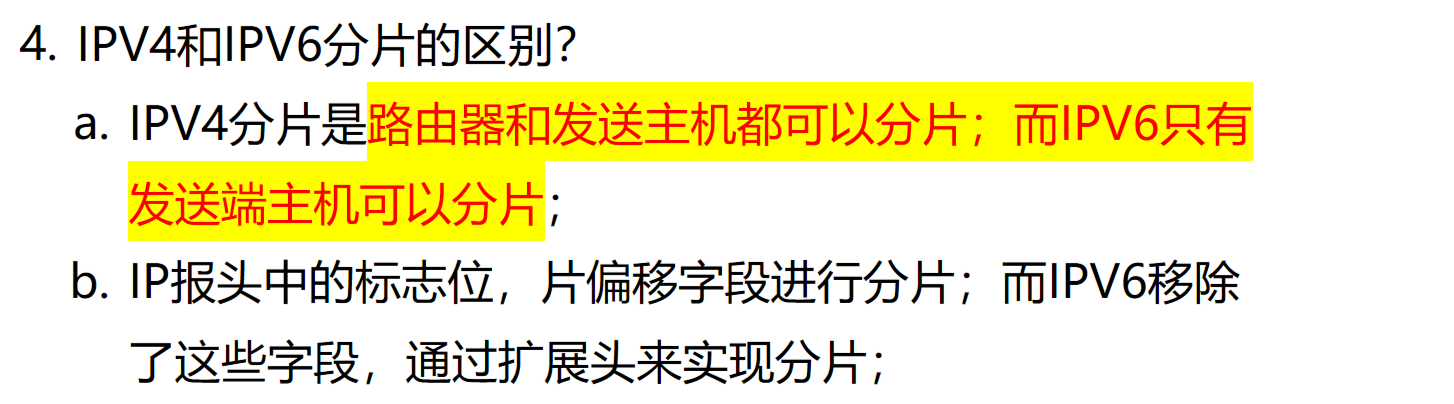 4. IPV4和IPV6分片的区别？
a. IPV4分片是路由器和发送主机都可以分片；而IPV6只有
发送端主机可以分片；
b. IP报头中的标志位，片偏移字段进行分片；而IPV6移除
了这些字段，通过扩展头来实现分片；